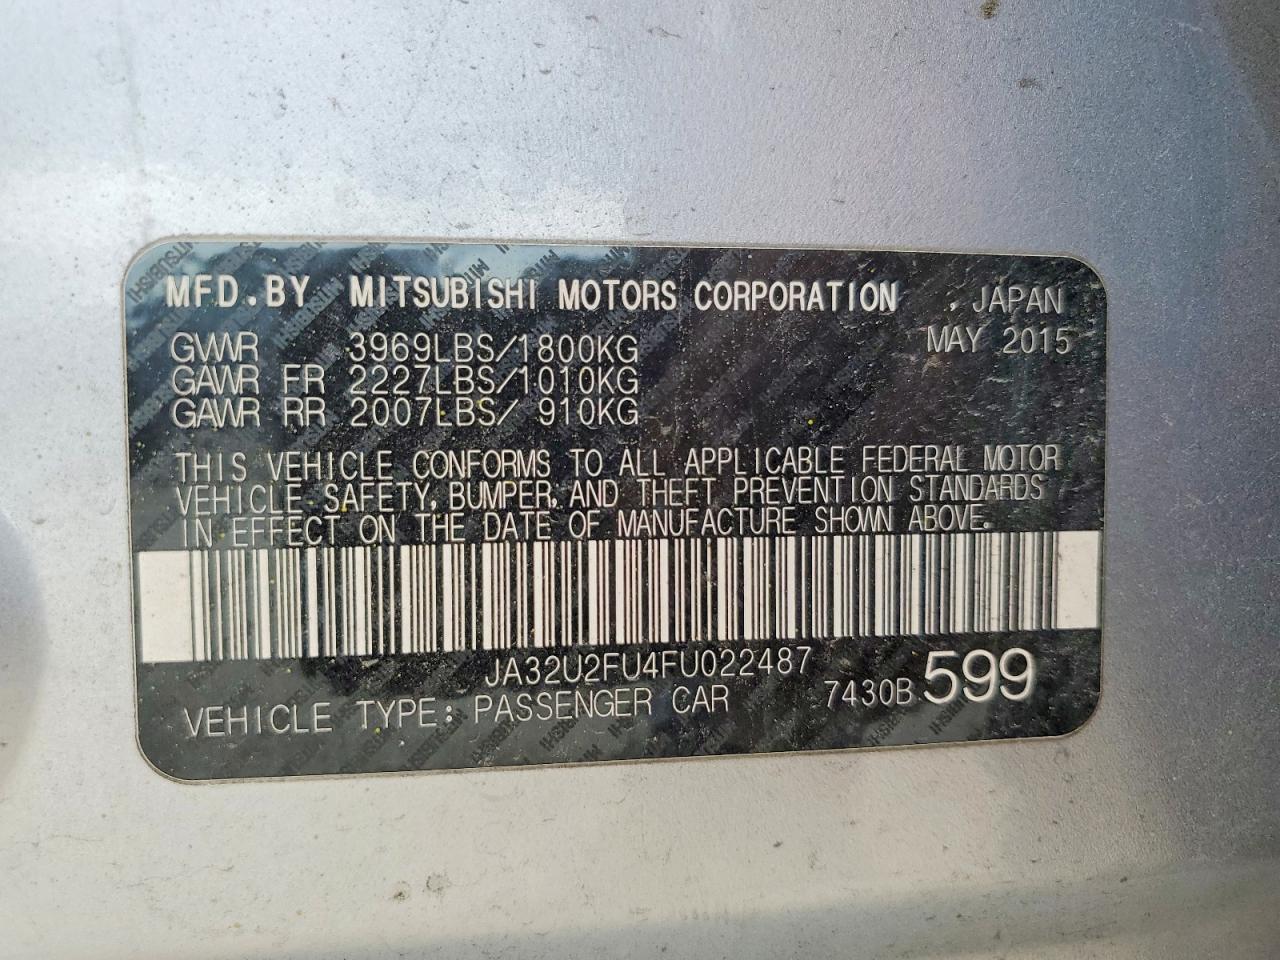 MFD.BY MITSUBISHI MOTORS CORPORATION JAPAN
MAY 2015
GVWR 3969LBS/1800KG
GAWR FR 2227LBS/1010KG
GAWR RR 2007LBS/ 910KG
THIS VEHICLE CONFORMS TO ALL APPLICABLE FEDERAL MOTOR
VEHICLE SAFETY, BUMPER, AND THEFT PREVENTION STANDARDS
IN EFFECT ON THE DATE OF MANUFACTURE SHOWN ABOVE.
JA32U2FU4FU022487
VEHICLE TYPE: PASSENGER CAR 7430B 599